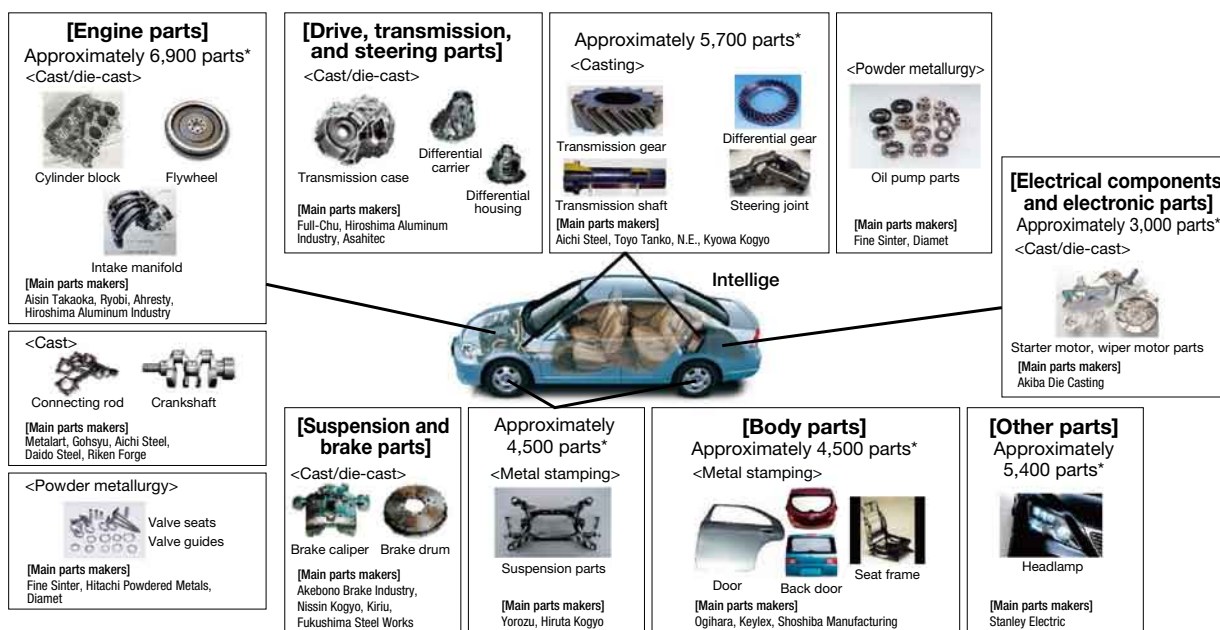 [Engine parts]
Approximately 6,900 parts*
<Cast/die-cast>
Cylinder block
Flywheel
Intake manifold
[Main parts makers]
Aisin Takaoka, Ryobi, Ahresty,
Hiroshima Aluminum Industry
<Cast>
Connecting rod
Crankshaft
[Main parts makers]
Metalart, Gohsyu, Aichi Steel,
Daido Steel, Riken Forge
<Powder metallurgy>
Valve seats
Valve guides
[Main parts makers]
Fine Sinter, Hitachi Powdered Metals,
Diamet
[Drive, transmission,
and steering parts]
<Cast/die-cast>
Transmission case
Differential
carrier
Differential
housing
[Main parts makers]
Full-Chu, Hiroshima Aluminum
Industry, Asahitec
Approximately 5,700 parts*
<Casting>
Transmission gear
Differential gear
Transmission shaft
Steering joint
[Main parts makers]
Aichi Steel, Toyo Tanko, N.E., Kyowa Kogyo
<Powder metallurgy>
Oil pump parts
[Main parts makers]
Fine Sinter, Diamet
[Electrical components
and electronic parts]
Approximately 3,000 parts*
<Cast/die-cast>
Starter motor, wiper motor parts
[Main parts makers]
Akiba Die Casting
Intellige
[Suspension and
brake parts]
<Cast/die-cast>
Brake caliper
Brake drum
[Main parts makers]
Akebono Brake Industry,
Nissin Kogyo, Kiriu,
Fukushima Steel Works
Approximately
4,500 parts*
<Metal stamping>
Suspension parts
[Main parts makers]
Yorozu, Hiruta Kogyo
[Body parts]
Approximately 4,500 parts*
<Metal stamping>
Door
Back door
Seat frame
[Main parts makers]
Ogihara, Keylex, Shoshiba Manufacturing
[Other parts]
Approximately
5,400 parts*
Headlamp
[Main parts makers]
Stanley Electric